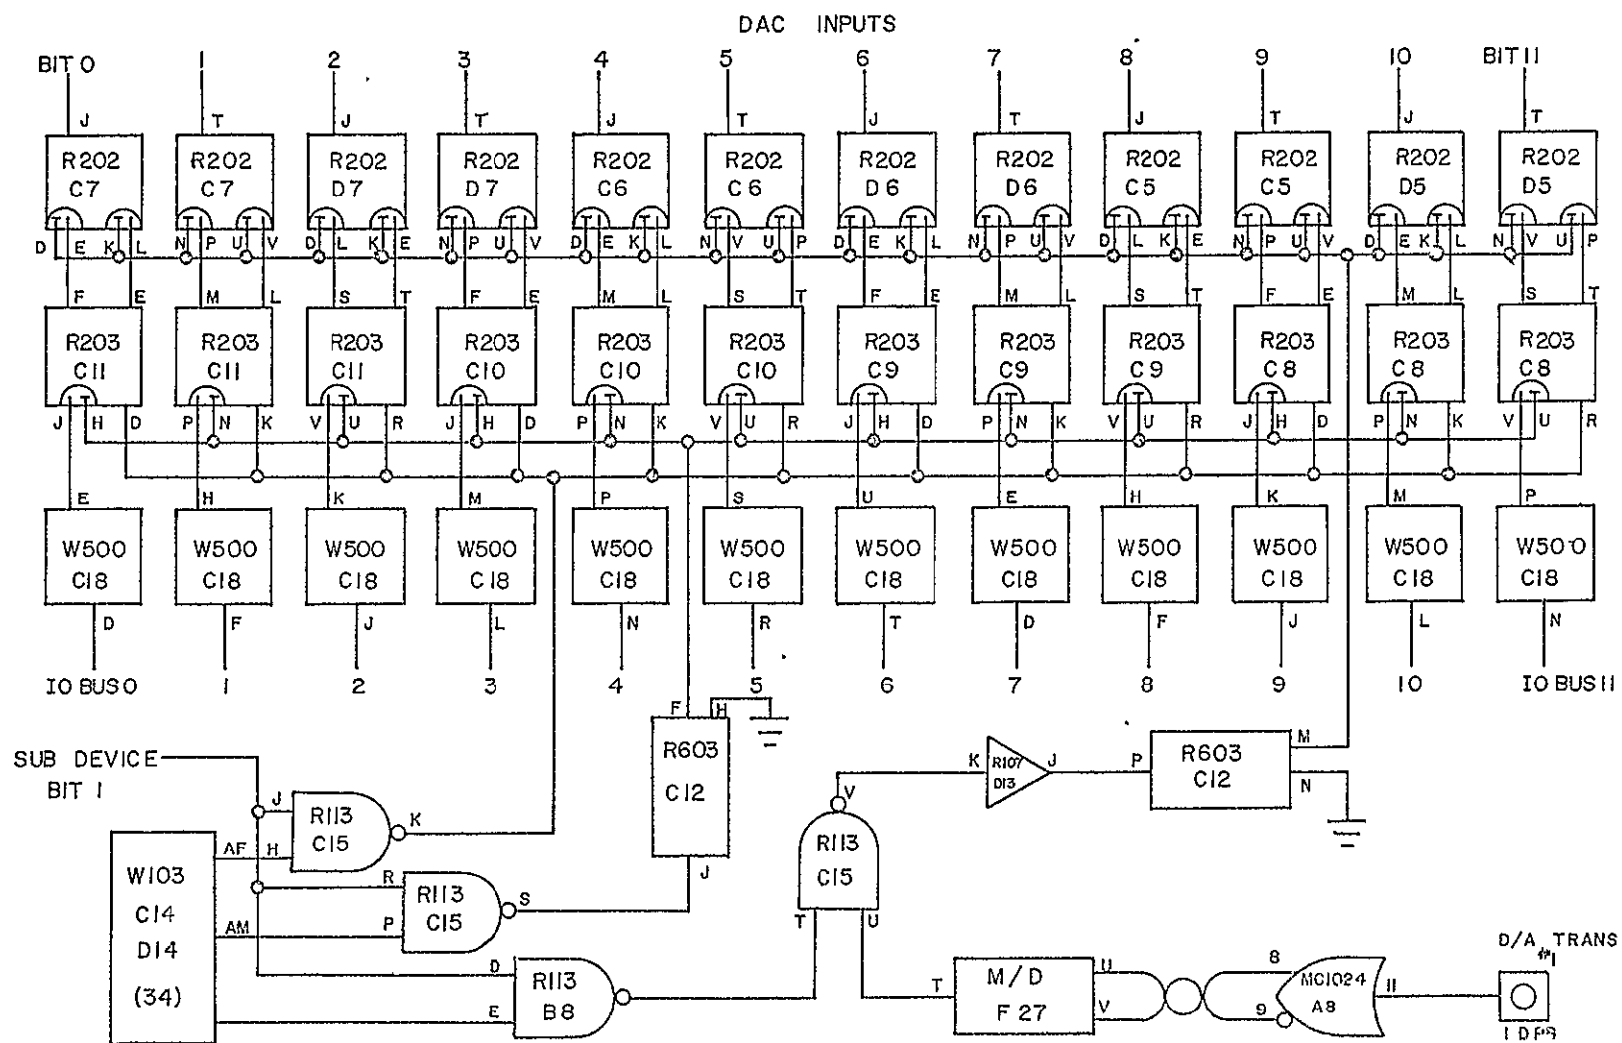 DAC INPUTS
BIT 0 1 2 3 4 5 6 7 8 9 10 BIT 11
J T J T J T J T J T J T
R202 R202 R202 R202 R202 R202 R202 R202 R202 R202 R202 R202
C7 C7 D7 D7 C6 C6 D6 D6 C5 C5 D5 D5
D E K L N P U V D L K E N P U V D E K L N V U P D E K L N P U V D L K E N P U V D E K L N V U P
F E M L S T F E M L S T F E M L S T F E M L S T
R203 R203 R203 R203 R203 R203 R203 R203 R203 R203 R203 R203
C11 C11 C11 C10 C10 C10 C9 C9 C9 C8 C8 C8
J H D P N K V U R J H D P N K V U R J H D P N K V U R J H D P N K V U R
E H K M P S U E H K M P
W500 W500 W500 W500 W500 W500 W500 W500 W500 W500 W500 W500
C18 C18 C18 C18 C18 C18 C18 C18 C18 C18 C18 C18
D F J L N R T D F J L N
IO BUS 0 1 2 3 4 5 6 7 8 9 10 IO BUS 11
F H
SUB DEVICE
BIT 1
R603
C12
J
K R107 J P
D13
R603
C12
M
N
J R113 K
C15
AF H
W103
C14
D14
(34)
R R113 S
C15
AM P
V
R113
C15
T U
D R113
B8
E
T M/D U
F27 V
8 MC1024 11
9 A8
D/A TRANS
#1